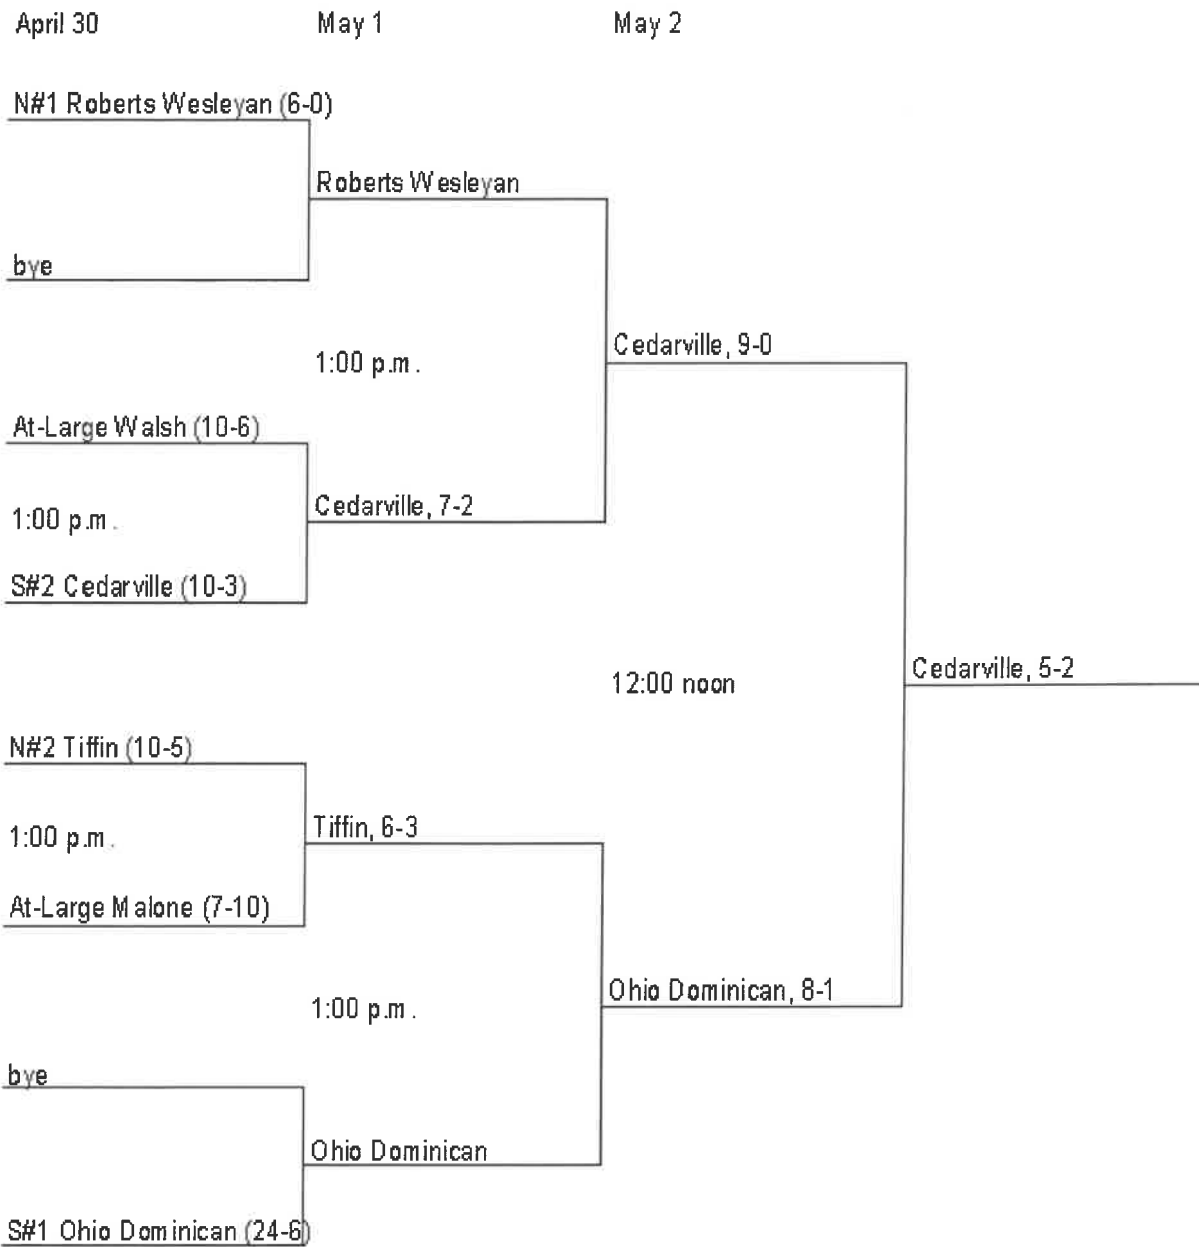 April 30 May 1 May 2
N#1 Roberts Wesleyan (6-0)
Roberts Wesleyan
bye
Cedarville, 9-0
1:00 p.m.
At-Large Walsh (10-6)
Cedarville, 7-2
1:00 p.m.
S#2 Cedarville (10-3)
Cedarville, 5-2
12:00 noon
N#2 Tiffin (10-5)
Tiffin, 6-3
1:00 p.m.
At-Large Malone (7-10)
Ohio Dominican, 8-1
1:00 p.m.
bye
Ohio Dominican
S#1 Ohio Dominican (24-6)